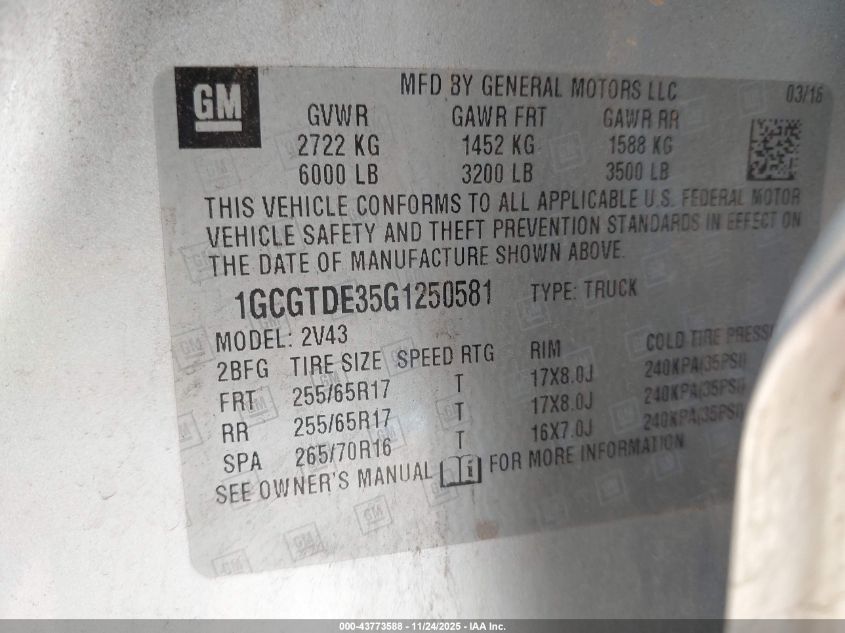 GM
MFD BY GENERAL MOTORS LLC 03/16
GVWR GAWR FRT GAWR RR
2722 KG 1452 KG 1588 KG
6000 LB 3200 LB 3500 LB
THIS VEHICLE CONFORMS TO ALL APPLICABLE U.S. FEDERAL MOTOR
VEHICLE SAFETY AND THEFT PREVENTION STANDARDS IN EFFECT ON
THE DATE OF MANUFACTURE SHOWN ABOVE.
1GCGTDE35G1250581 TYPE: TRUCK
MODEL: 2V43
2BFG TIRE SIZE SPEED RTG RIM COLD TIRE PRESSU
FRT 255/65R17 T 17X8.0J 240KPA(35PSI)
RR 255/65R17 T 17X8.0J 240KPA(35PSI)
SPA 265/70R16 T 16X7.0J 240KPA(35PSI)
SEE OWNER'S MANUAL i FOR MORE INFORMATION
000-43773588 - 11/24/2025 - IAA Inc.